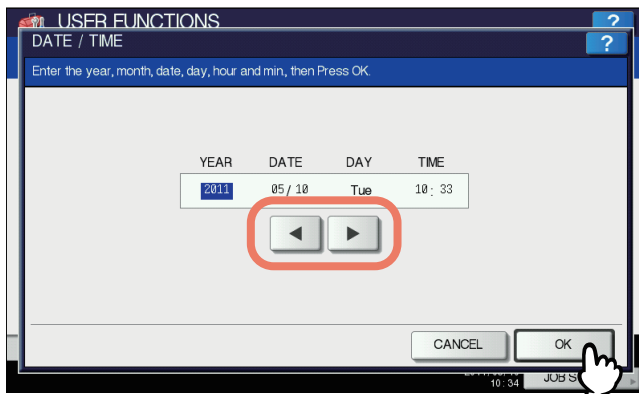 USER FUNCTIONS ?
DATE / TIME ?
Enter the year, month, date, day, hour and min., then Press OK.
YEAR DATE DAY TIME
2011 05/ 10 Tue 10: 33
CANCEL OK
10:34 JOB S